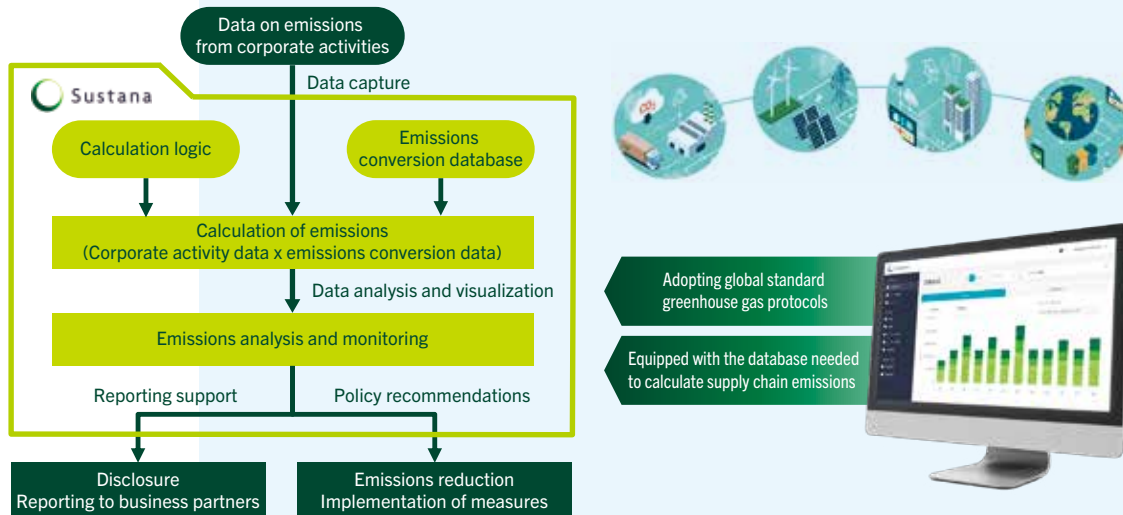 Data on emissions
from corporate activities
Sustana
Data capture
Calculation logic
Emissions
conversion database
Calculation of emissions
(Corporate activity data x emissions conversion data)
Data analysis and visualization
Emissions analysis and monitoring
Reporting support
Policy recommendations
Disclosure
Reporting to business partners
Emissions reduction
Implementation of measures
CO2
Adopting global standard
greenhouse gas protocols
Equipped with the database needed
to calculate supply chain emissions